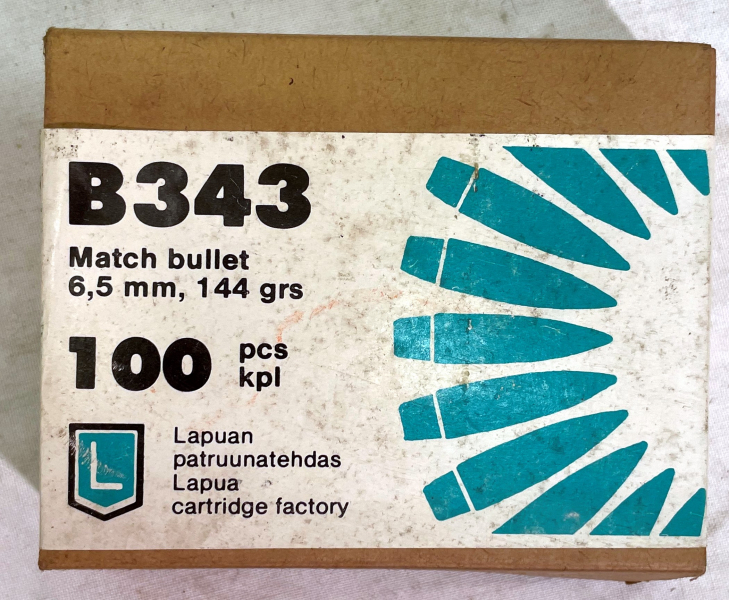 B343
Match bullet
6,5 mm, 144 grs
100 pcs
kpl
L
Lapuan
patruunatehdas
Lapua
cartridge factory